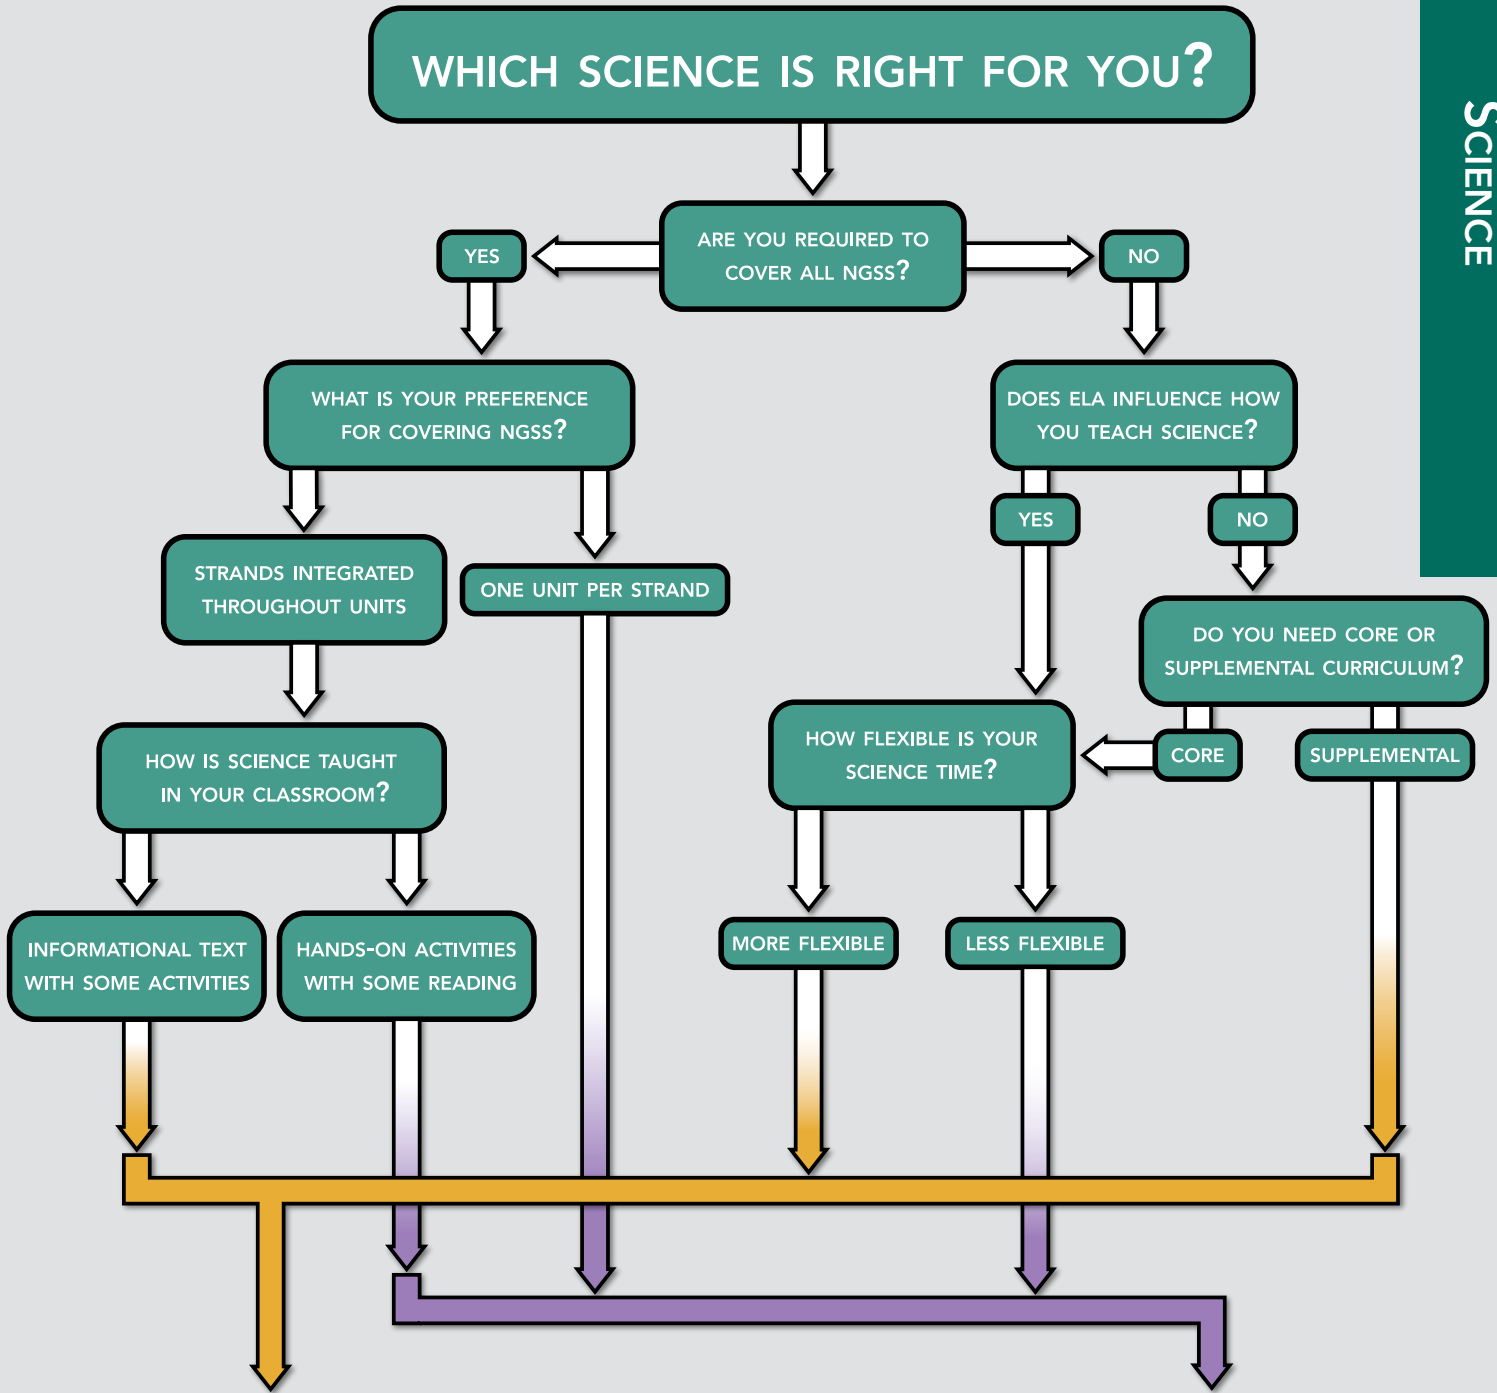 WHICH SCIENCE IS RIGHT FOR YOU?
SCIENCE
ARE YOU REQUIRED TO
COVER ALL NGSS?
YES
NO
WHAT IS YOUR PREFERENCE
FOR COVERING NGSS?
DOES ELA INFLUENCE HOW
YOU TEACH SCIENCE?
YES
NO
STRANDS INTEGRATED
THROUGHOUT UNITS
ONE UNIT PER STRAND
DO YOU NEED CORE OR
SUPPLEMENTAL CURRICULUM?
HOW IS SCIENCE TAUGHT
IN YOUR CLASSROOM?
HOW FLEXIBLE IS YOUR
SCIENCE TIME?
CORE
SUPPLEMENTAL
INFORMATIONAL TEXT
WITH SOME ACTIVITIES
HANDS-ON ACTIVITIES
WITH SOME READING
MORE FLEXIBLE
LESS FLEXIBLE